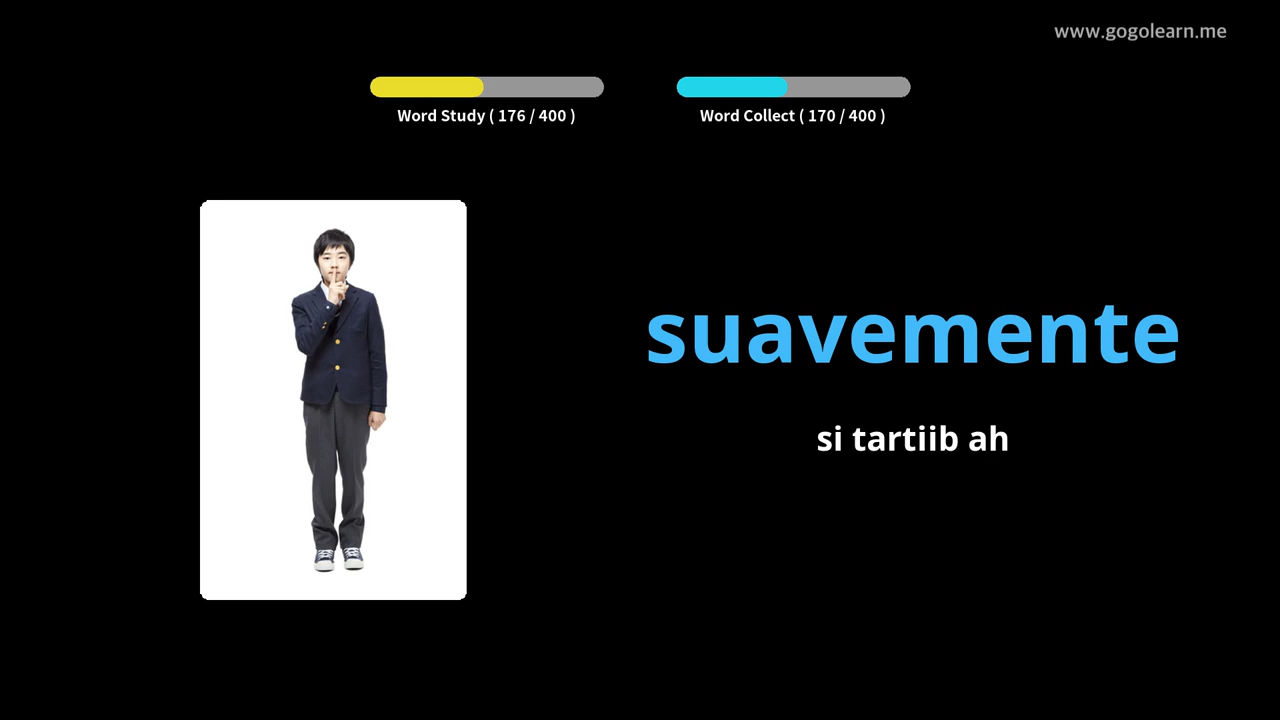 www.gogolearn.me
Word Study ( 176 / 400 )
Word Collect ( 170 / 400 )
suavemente
si tartiib ah